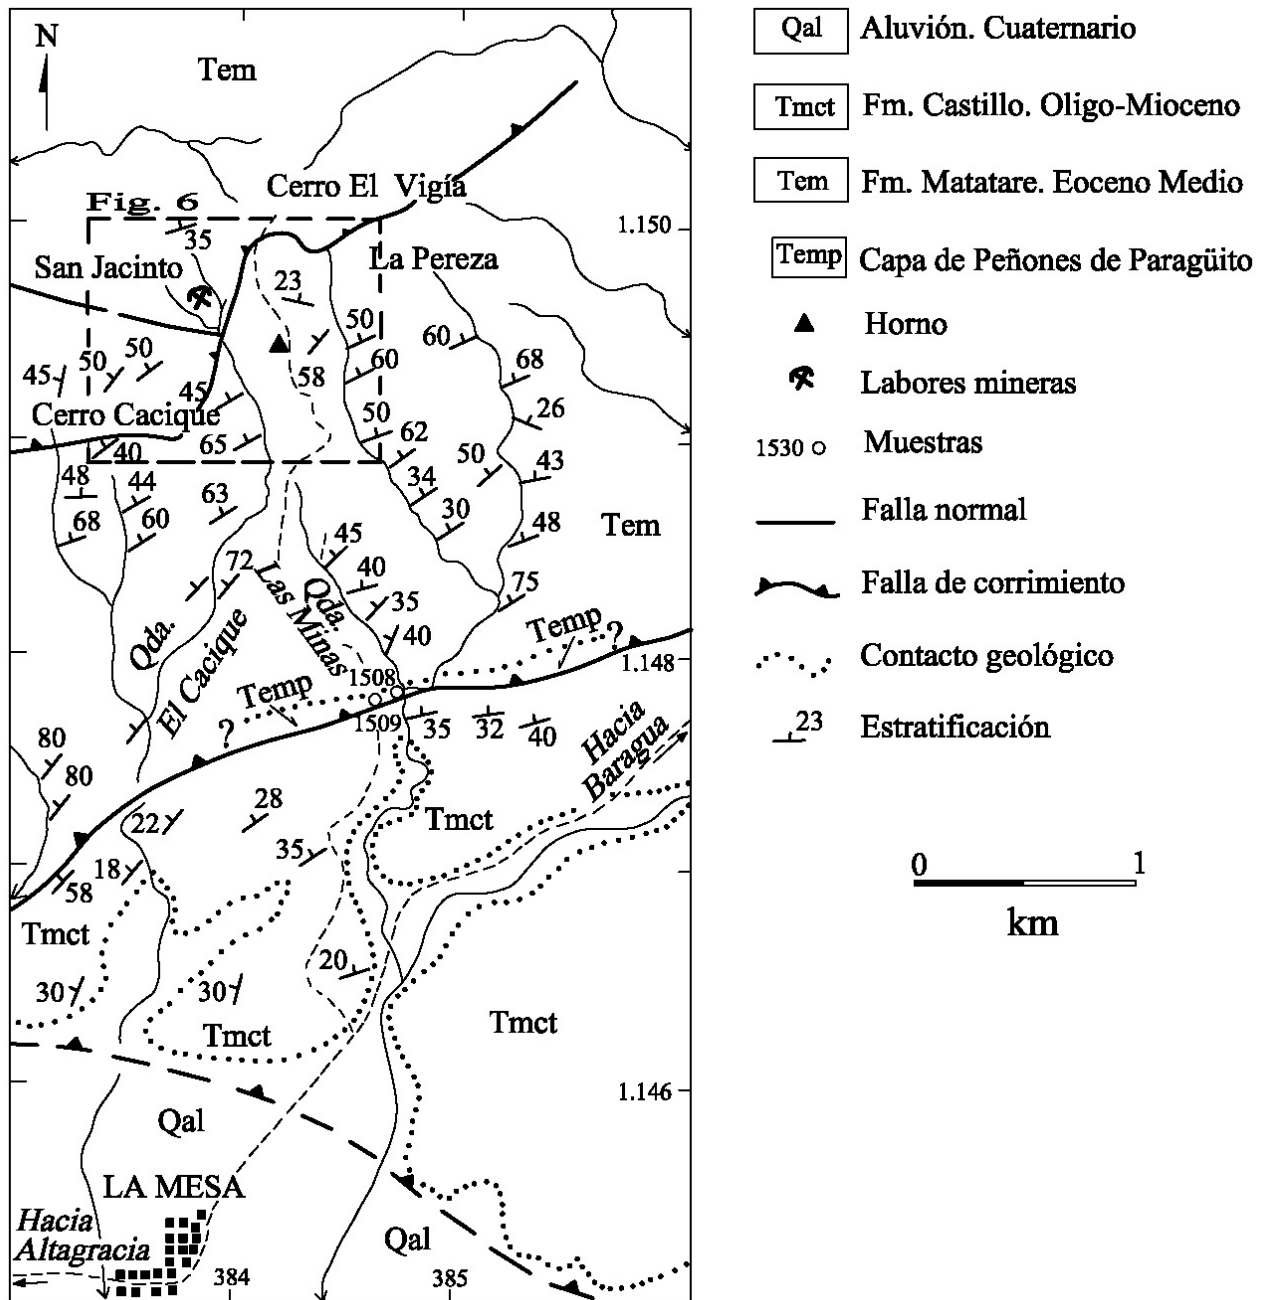 N
Tem
Cerro El Vigía
Fig. 6
35
1.150
San Jacinto
La Pereza
23
50
60
50
50
45
58
60
68
45
Cerro Cacique
50
26
40
65
62
50
43
48
44
34
63
30
Tem
68
60
48
45
72
40
75
Qda.
Las Minas
35
40
Temp
?
Qda.
El Cacique
1.148
1508
Temp
?
1509
35
32
40
Hacia
Baragua
80
80
22
28
Tmct
35
18
58
Tmct
20
30
30
Tmct
Tmct
1.146
Qal
LA MESA
Hacia
Altagracia
Qal
384
385
Qal Aluvión. Cuaternario
Tmct Fm. Castillo. Oligo-Mioceno
Tem Fm. Matatare. Eoceno Medio
Temp Capa de Peñones de Paragüito
Horno
Labores mineras
1530 Muestras
Falla normal
Falla de corrimiento
Contacto geológico
23 Estratificación
0 1
km